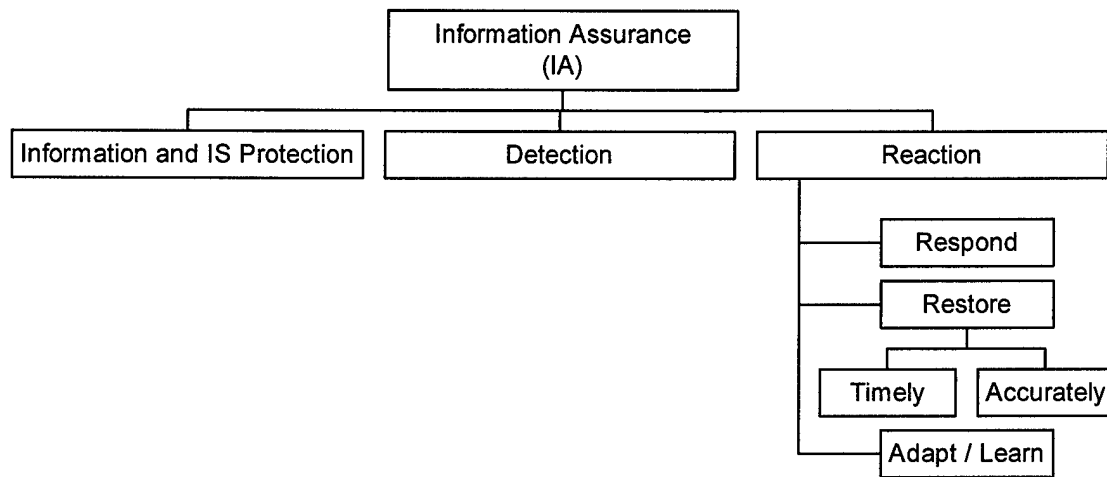 Information Assurance
(IA)
Information and IS Protection
Detection
Reaction
Respond
Restore
Timely
Accurately
Adapt / Learn